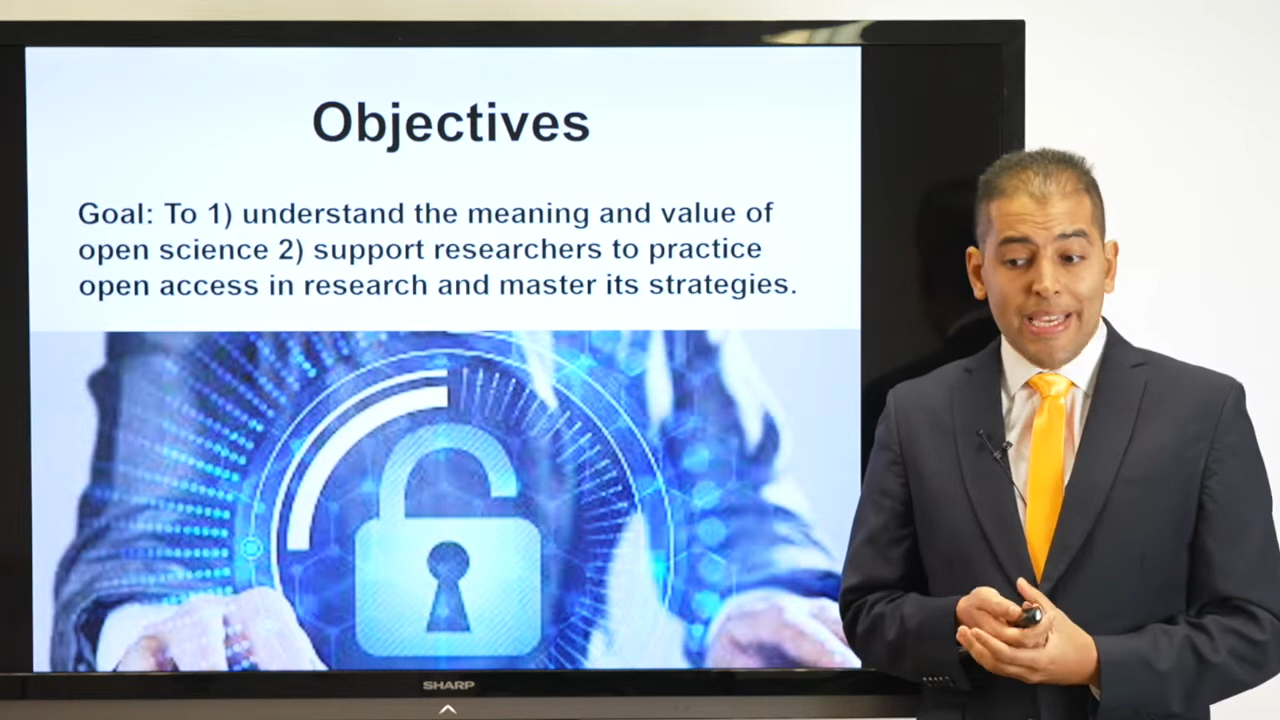 Objectives
Goal: To 1) understand the meaning and value of
open science 2) support researchers to practice
open access in research and master its strategies.
SHARP